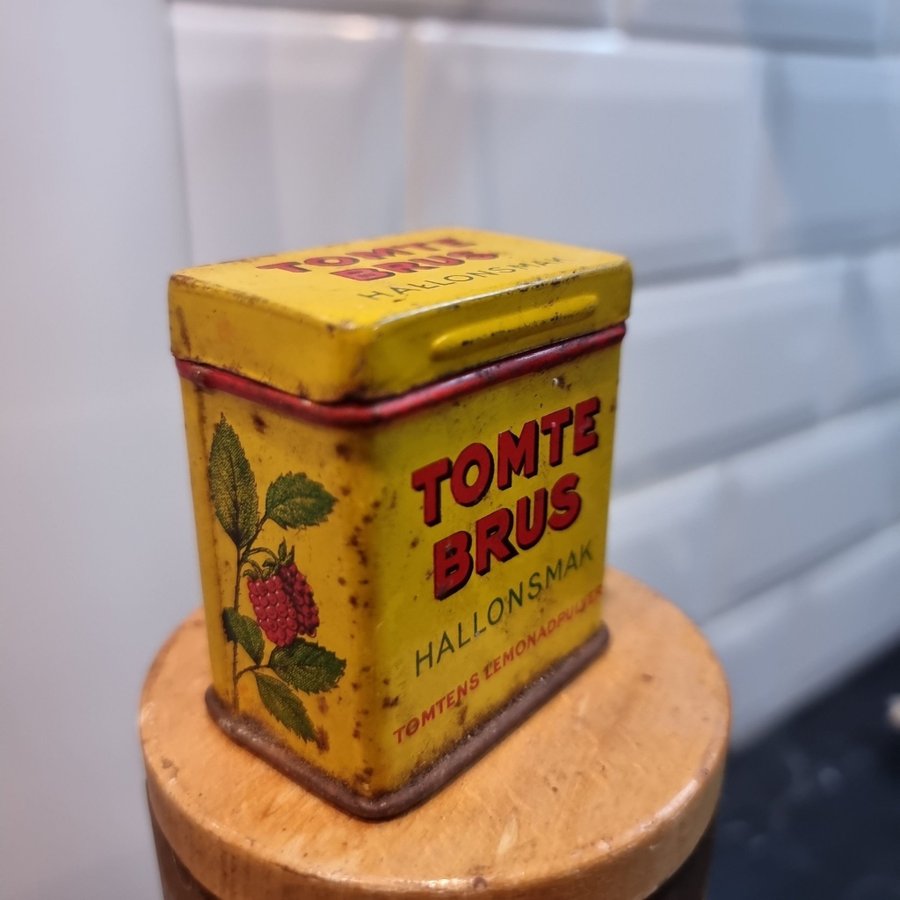 TOMTE
BRUS
HALLONSMAK
TOMTE
BRUS
HALLONSMAK
TOMTENS LEMONADPULVER